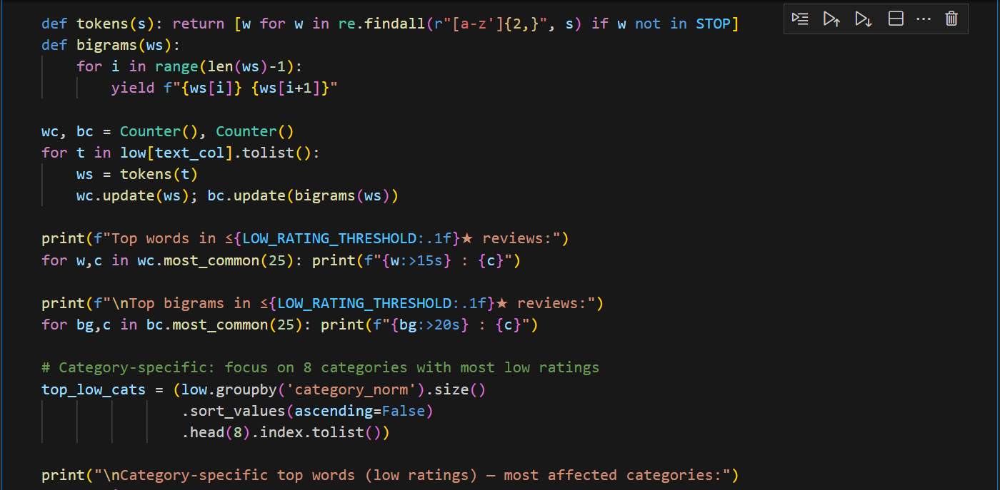 def tokens(s): return [w for w in re.findall(r"[a-z']{2,}", s) if w not in STOP]
def bigrams(ws):
    for i in range(len(ws)-1):
        yield f"{ws[i]} {ws[i+1]}"

wc, bc = Counter(), Counter()
for t in low[text_col].tolist():
    ws = tokens(t)
    wc.update(ws); bc.update(bigrams(ws))

print(f"Top words in ≤{LOW_RATING_THRESHOLD:.1f}★ reviews:")
for w,c in wc.most_common(25): print(f"{w:>15s} : {c}")

print(f"\nTop bigrams in ≤{LOW_RATING_THRESHOLD:.1f}★ reviews:")
for bg,c in bc.most_common(25): print(f"{bg:>20s} : {c}")

# Category-specific: focus on 8 categories with most low ratings
top_low_cats = (low.groupby('category_norm').size()
                .sort_values(ascending=False)
                .head(8).index.tolist())

print("\nCategory-specific top words (low ratings) — most affected categories:")